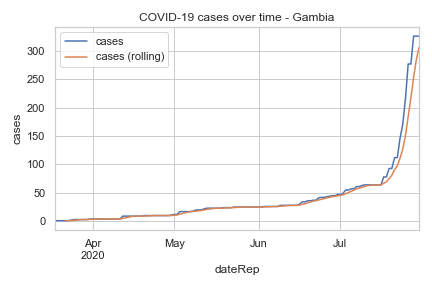 COVID-19 cases over time - Gambia
cases
cases (rolling)
300
250
200
150
100
50
0
cases
Apr
2020
May
Jun
Jul
dateRep